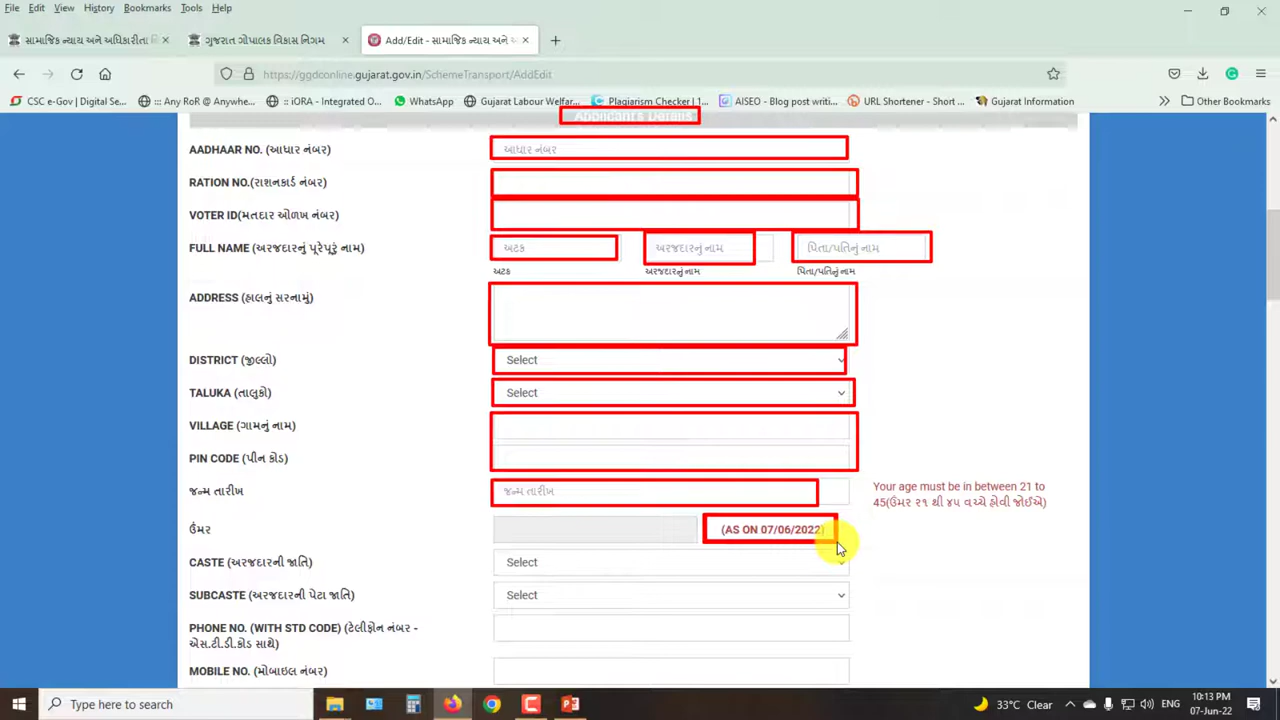 File Edit View History Bookmarks Tools Help
સામાજિક ન્યાય અને અધિકારીતા વિ
ગુજરાત ગોપાલક વિકાસ નિગમ
Add/Edit - સામાજિક ન્યાય અને અ
https://ggdconline.gujarat.gov.in/SchemeTransport/AddEdit
CSC e-Gov | Digital Se...
::: Any RoR @ Anywhe...
:: iORA - Integrated O...
WhatsApp
Gujarat Labour Welfar...
Plagiarism Checker | 1...
AISEO - Blog post writi...
URL Shortener - Short ...
Gujarat Information
Other Bookmarks
Applicant's Details
AADHAAR NO. (આધાર નંબર)
આધાર નંબર
RATION NO.(રાશનકાર્ડ નંબર)
VOTER ID(મતદાર ઓળખ નંબર)
FULL NAME (અરજદારનું પૂરેપૂરું નામ)
અટક
અરજદારનું નામ
પિતા/પતિનું નામ
અટક
અરજદારનું નામ
પિતા/પતિનું નામ
ADDRESS (હાલનું સરનામું)
DISTRICT (જીલ્લો)
Select
TALUKA (તાલુકો)
Select
VILLAGE (ગામનું નામ)
PIN CODE (પીન કોડ)
જન્મ તારીખ
જન્મ તારીખ
Your age must be in between 21 to
45(ઉંમર ૨૧ થી ૪૫ વચ્ચે હોવી જોઈએ)
ઉંમર
(AS ON 07/06/2022)
CASTE (અરજદારની જાતિ)
Select
SUBCASTE (અરજદારની પેટા જાતિ)
Select
PHONE NO. (WITH STD CODE) (ટેલીફોન નંબર -
એસ.ટી.ડી.કોડ સાથે)
MOBILE NO. (મોબાઇલ નંબર)
Type here to search
33°C Clear
ENG
10:13 PM
07-Jun-22